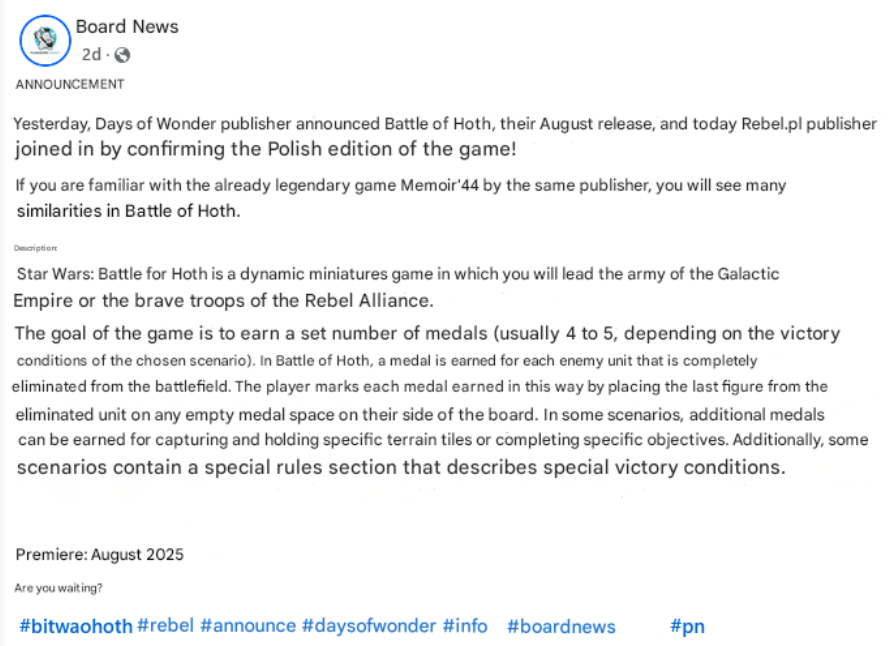 Board News
2d ·
ANNOUNCEMENT
Yesterday, Days of Wonder publisher announced Battle of Hoth, their August release, and today Rebel.pl publisher
joined in by confirming the Polish edition of the game!
If you are familiar with the already legendary game Memoir'44 by the same publisher, you will see many
similarities in Battle of Hoth.
Description:
Star Wars: Battle for Hoth is a dynamic miniatures game in which you will lead the army of the Galactic
Empire or the brave troops of the Rebel Alliance.
The goal of the game is to earn a set number of medals (usually 4 to 5, depending on the victory
conditions of the chosen scenario). In Battle of Hoth, a medal is earned for each enemy unit that is completely
eliminated from the battlefield. The player marks each medal earned in this way by placing the last figure from the
eliminated unit on any empty medal space on their side of the board. In some scenarios, additional medals
can be earned for capturing and holding specific terrain tiles or completing specific objectives. Additionally, some
scenarios contain a special rules section that describes special victory conditions.
Premiere: August 2025
Are you waiting?
#bitwaohoth #rebel #announce #daysofwonder #info #boardnews #pn